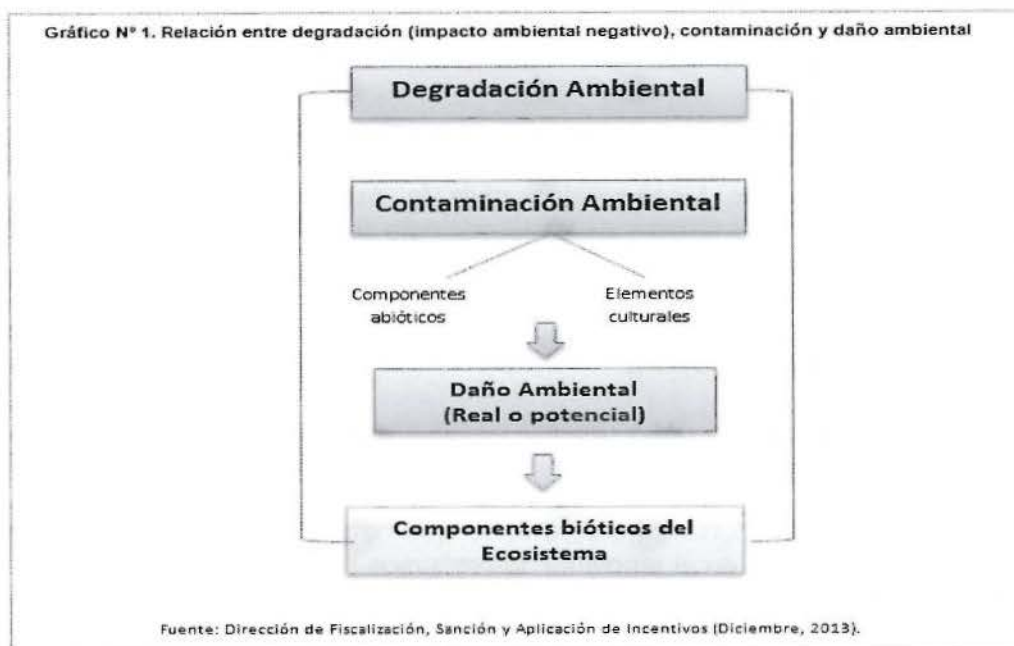 Gráfico N° 1. Relación entre degradación (impacto ambiental negativo), contaminación y daño ambiental
Degradación Ambiental
Contaminación Ambiental
Componentes
abióticos
Elementos
culturales
Daño Ambiental
(Real o potencial)
Componentes bióticos del
Ecosistema
Fuente: Dirección de Fiscalización, Sanción y Aplicación de Incentivos (Diciembre, 2013).